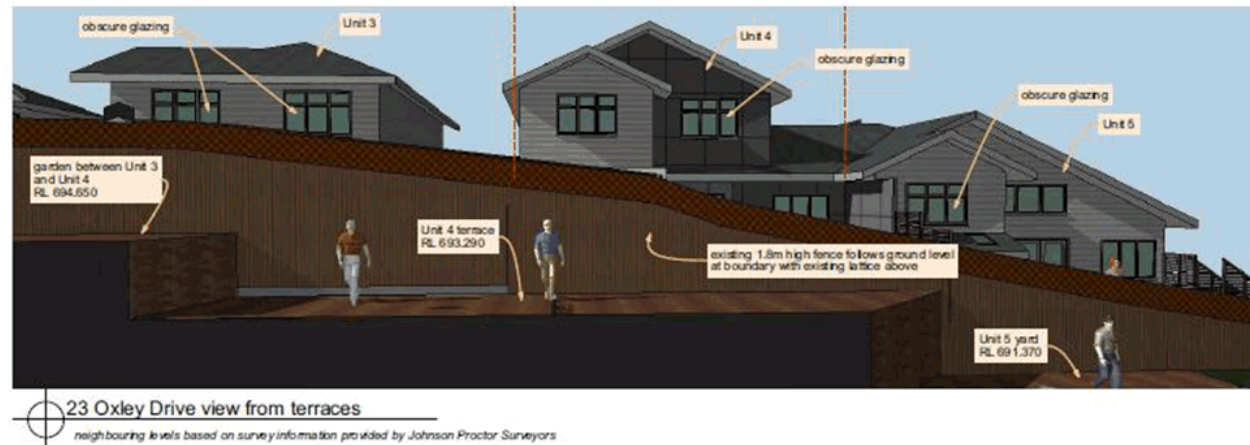 obscure glazing
Unit 3
Unit 4
obscure glazing
obscure glazing
Unit 5
garden between Unit 3
and Unit 4
RL 694.650
Unit 4 terrace
RL 693.290
existing 1.8m high fence follows ground level
at boundary with existing lattice above
Unit 5 yard
RL 691.370
23 Oxley Drive view from terraces
neighbouring levels based on survey information provided by Johnson Proctor Surveyors